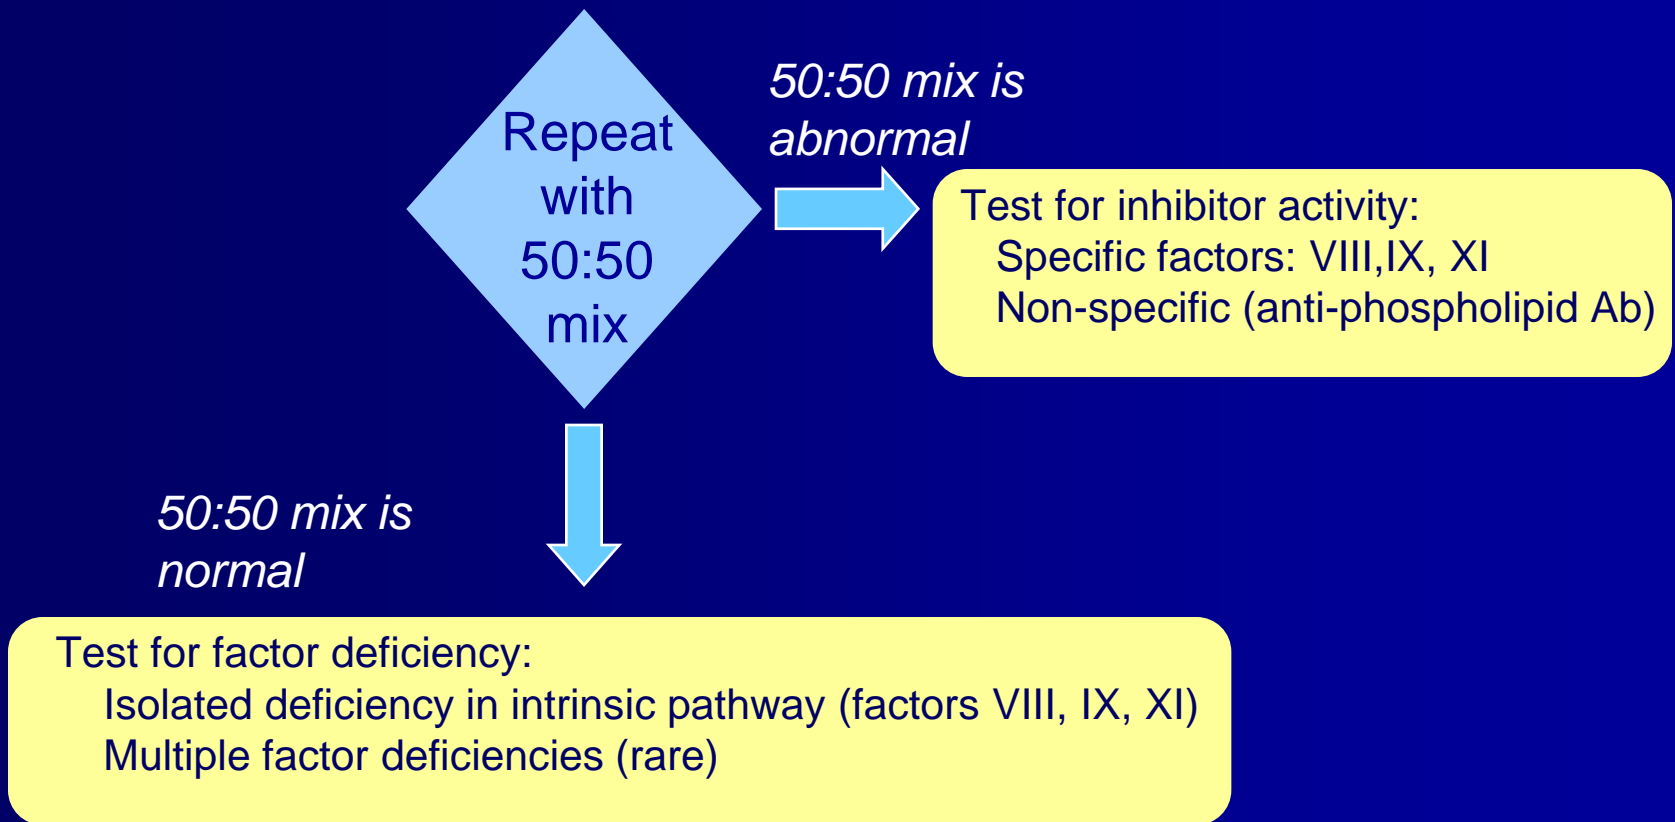 Repeat
with
50:50
mix
50:50 mix is
abnormal
Test for inhibitor activity:
Specific factors: VIII,IX, XI
Non-specific (anti-phospholipid Ab)
50:50 mix is
normal
Test for factor deficiency:
Isolated deficiency in intrinsic pathway (factors VIII, IX, XI)
Multiple factor deficiencies (rare)